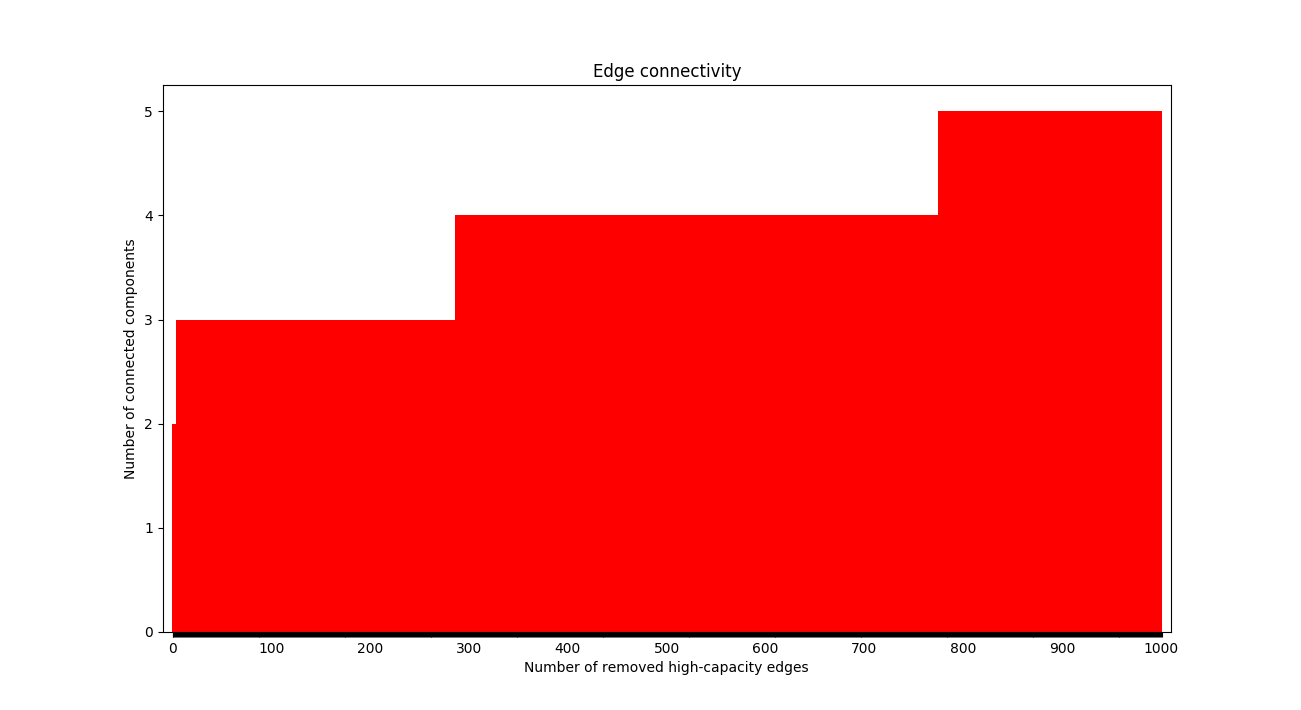 Edge connectivity
5
4
3
2
1
0
Number of connected components
0 100 200 300 400 500 600 700 800 900 1000
Number of removed high-capacity edges